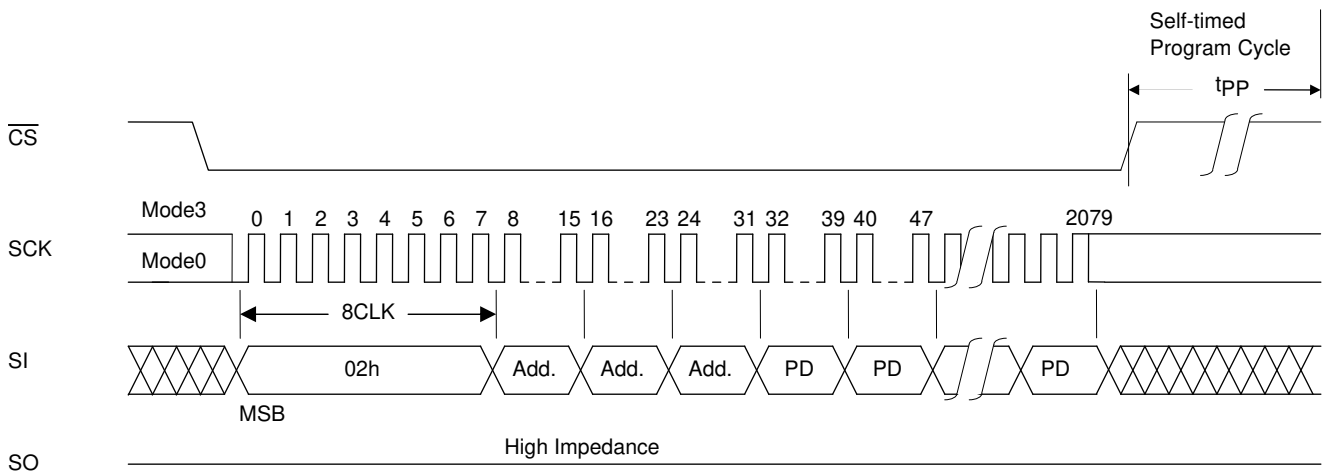 Self-timed
Program Cycle
tPP
CS
Mode3
0 1 2 3 4 5 6 7 8 15 16 23 24 31 32 39 40 47 2079
SCK
Mode0
8CLK
SI
02h Add. Add. Add. PD PD PD
MSB
High Impedance
SO